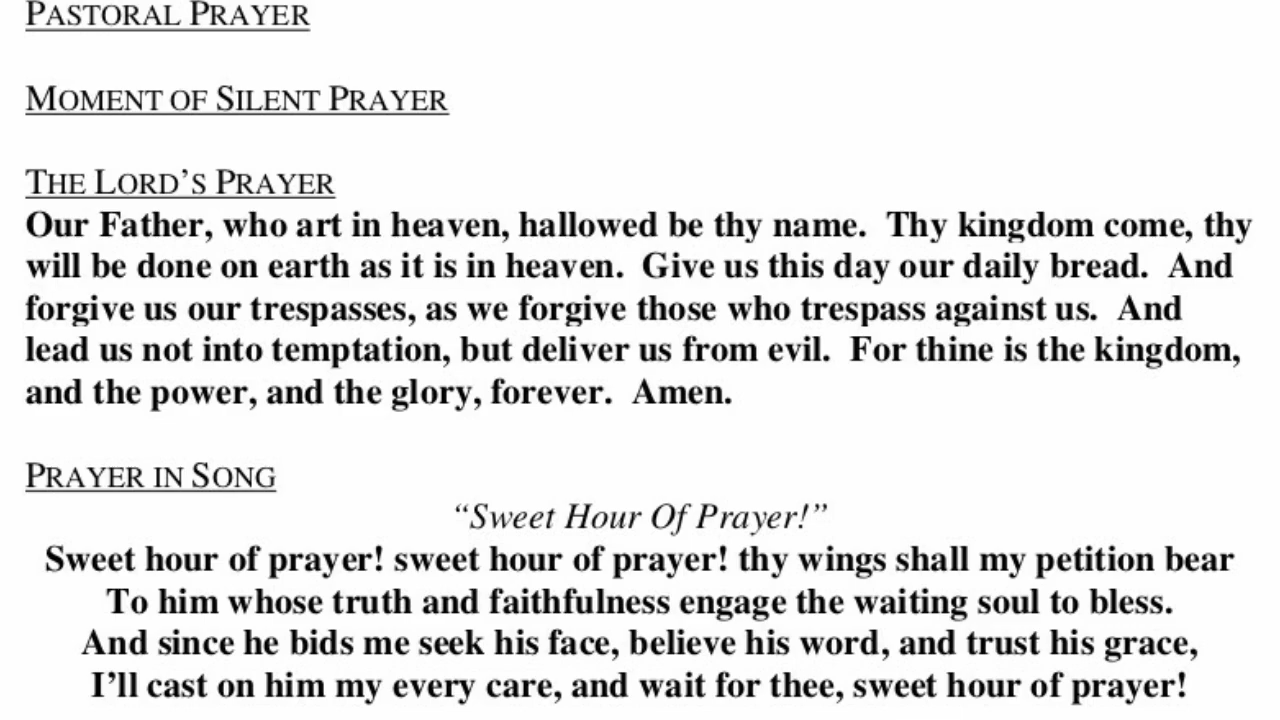 PASTORAL PRAYER
MOMENT OF SILENT PRAYER
THE LORD’S PRAYER
Our Father, who art in heaven, hallowed be thy name.  Thy kingdom come, thy
will be done on earth as it is in heaven.  Give us this day our daily bread.  And
forgive us our trespasses, as we forgive those who trespass against us.  And
lead us not into temptation, but deliver us from evil.  For thine is the kingdom,
and the power, and the glory, forever.  Amen.
PRAYER IN SONG
“Sweet Hour Of Prayer!”
Sweet hour of prayer! sweet hour of prayer! thy wings shall my petition bear
To him whose truth and faithfulness engage the waiting soul to bless.
And since he bids me seek his face, believe his word, and trust his grace,
I’ll cast on him my every care, and wait for thee, sweet hour of prayer!